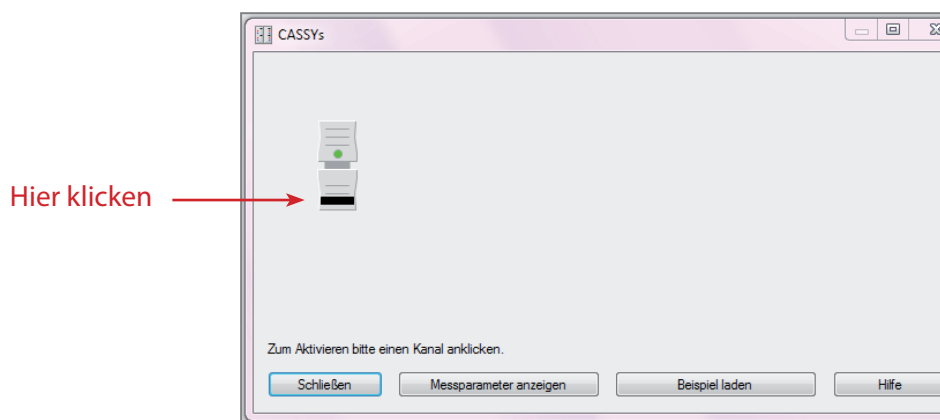 CASSYs
Hier klicken
Zum Aktivieren bitte einen Kanal anklicken.
Schließen
Messparameter anzeigen
Beispiel laden
Hilfe